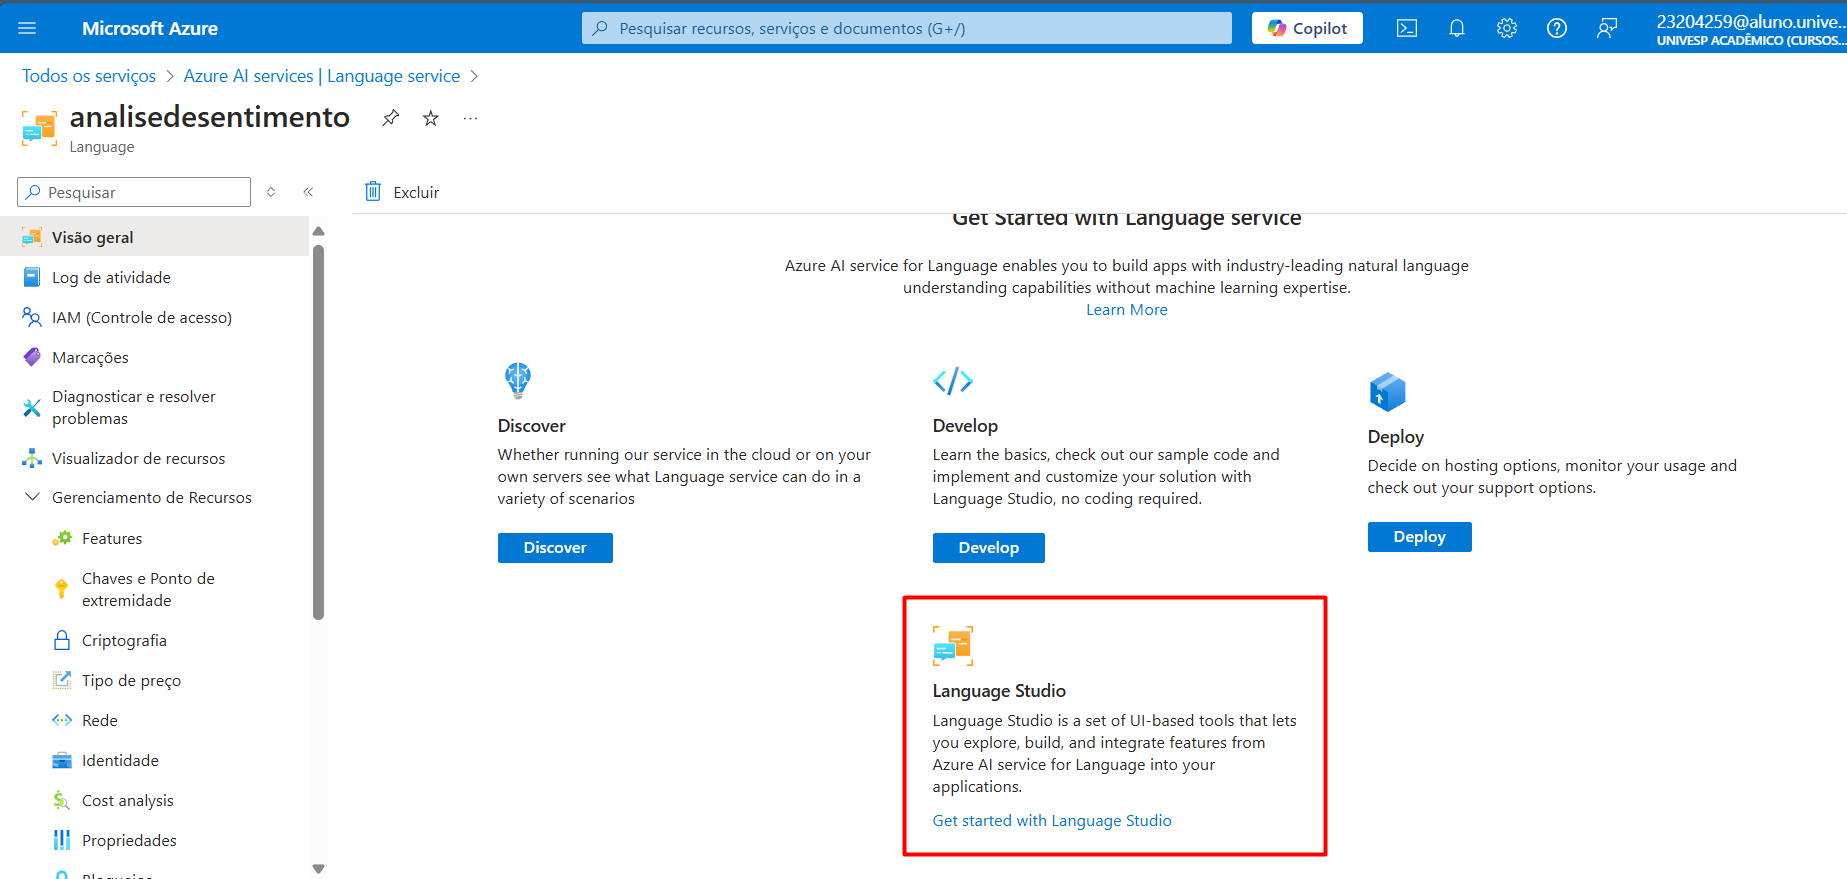 Microsoft Azure
Pesquisar recursos, serviços e documentos (G+/)
Copilot
23204259@aluno.unive...
UNIVESP ACADÊMICO (CURSOS...
Todos os serviços > Azure AI services | Language service >
analisedesentimento
Language
Pesquisar
Excluir
Visão geral
Log de atividade
IAM (Controle de acesso)
Marcações
Diagnosticar e resolver
problemas
Visualizador de recursos
Gerenciamento de Recursos
Features
Chaves e Ponto de
extremidade
Criptografia
Tipo de preço
Rede
Identidade
Cost analysis
Propriedades
Get Started with Language service
Azure AI service for Language enables you to build apps with industry-leading natural language
understanding capabilities without machine learning expertise.
Learn More
Discover
Whether running our service in the cloud or on your
own servers see what Language service can do in a
variety of scenarios
Discover
Develop
Learn the basics, check out our sample code and
implement and customize your solution with
Language Studio, no coding required.
Develop
Deploy
Decide on hosting options, monitor your usage and
check out your support options.
Deploy
Language Studio
Language Studio is a set of UI-based tools that lets
you explore, build, and integrate features from
Azure AI service for Language into your
applications.
Get started with Language Studio